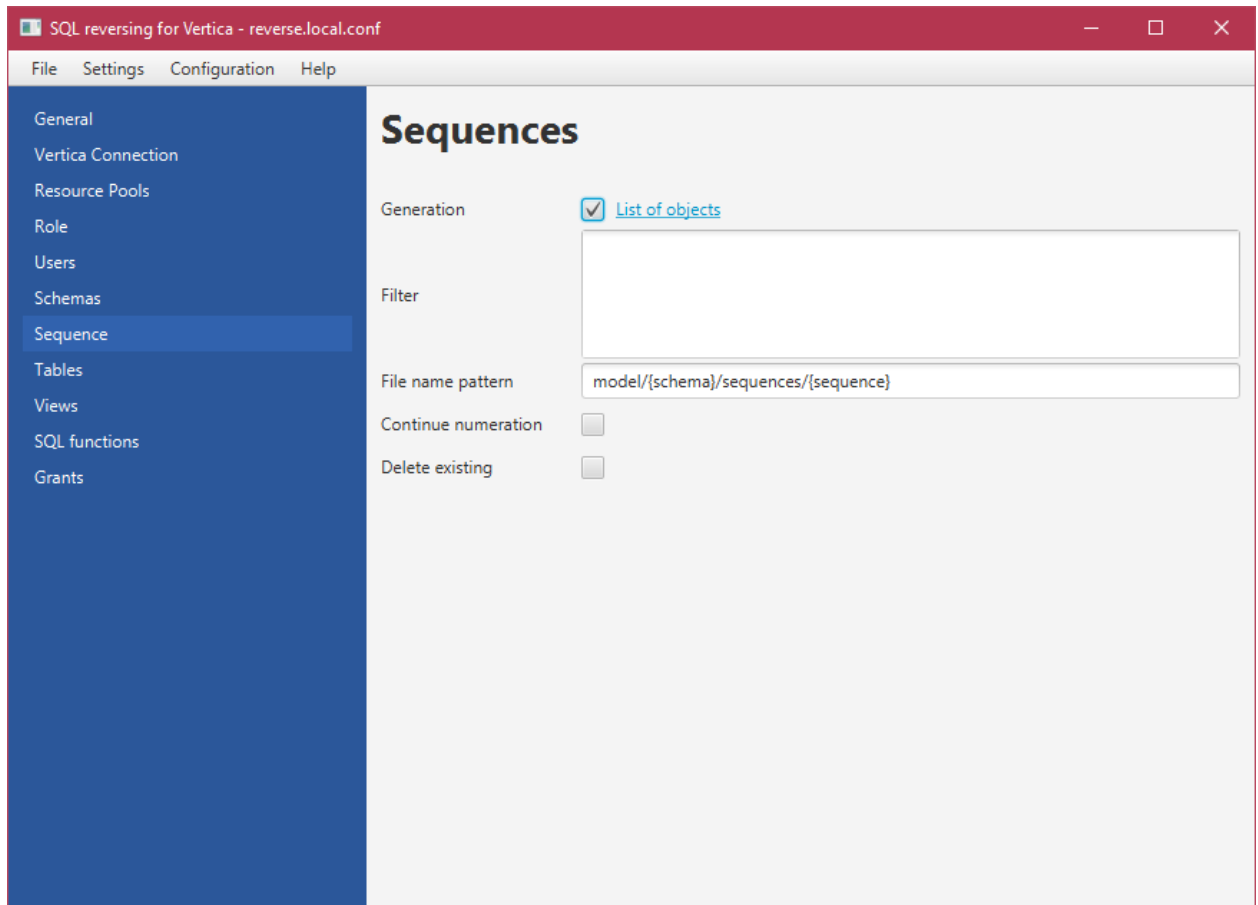 SQL reversing for Vertica - reverse.local.conf
File Settings Configuration Help
General
Vertica Connection
Resource Pools
Role
Users
Schemas
Sequence
Tables
Views
SQL functions
Grants
Sequences
Generation List of objects
Filter
File name pattern model/{schema}/sequences/{sequence}
Continue numeration
Delete existing